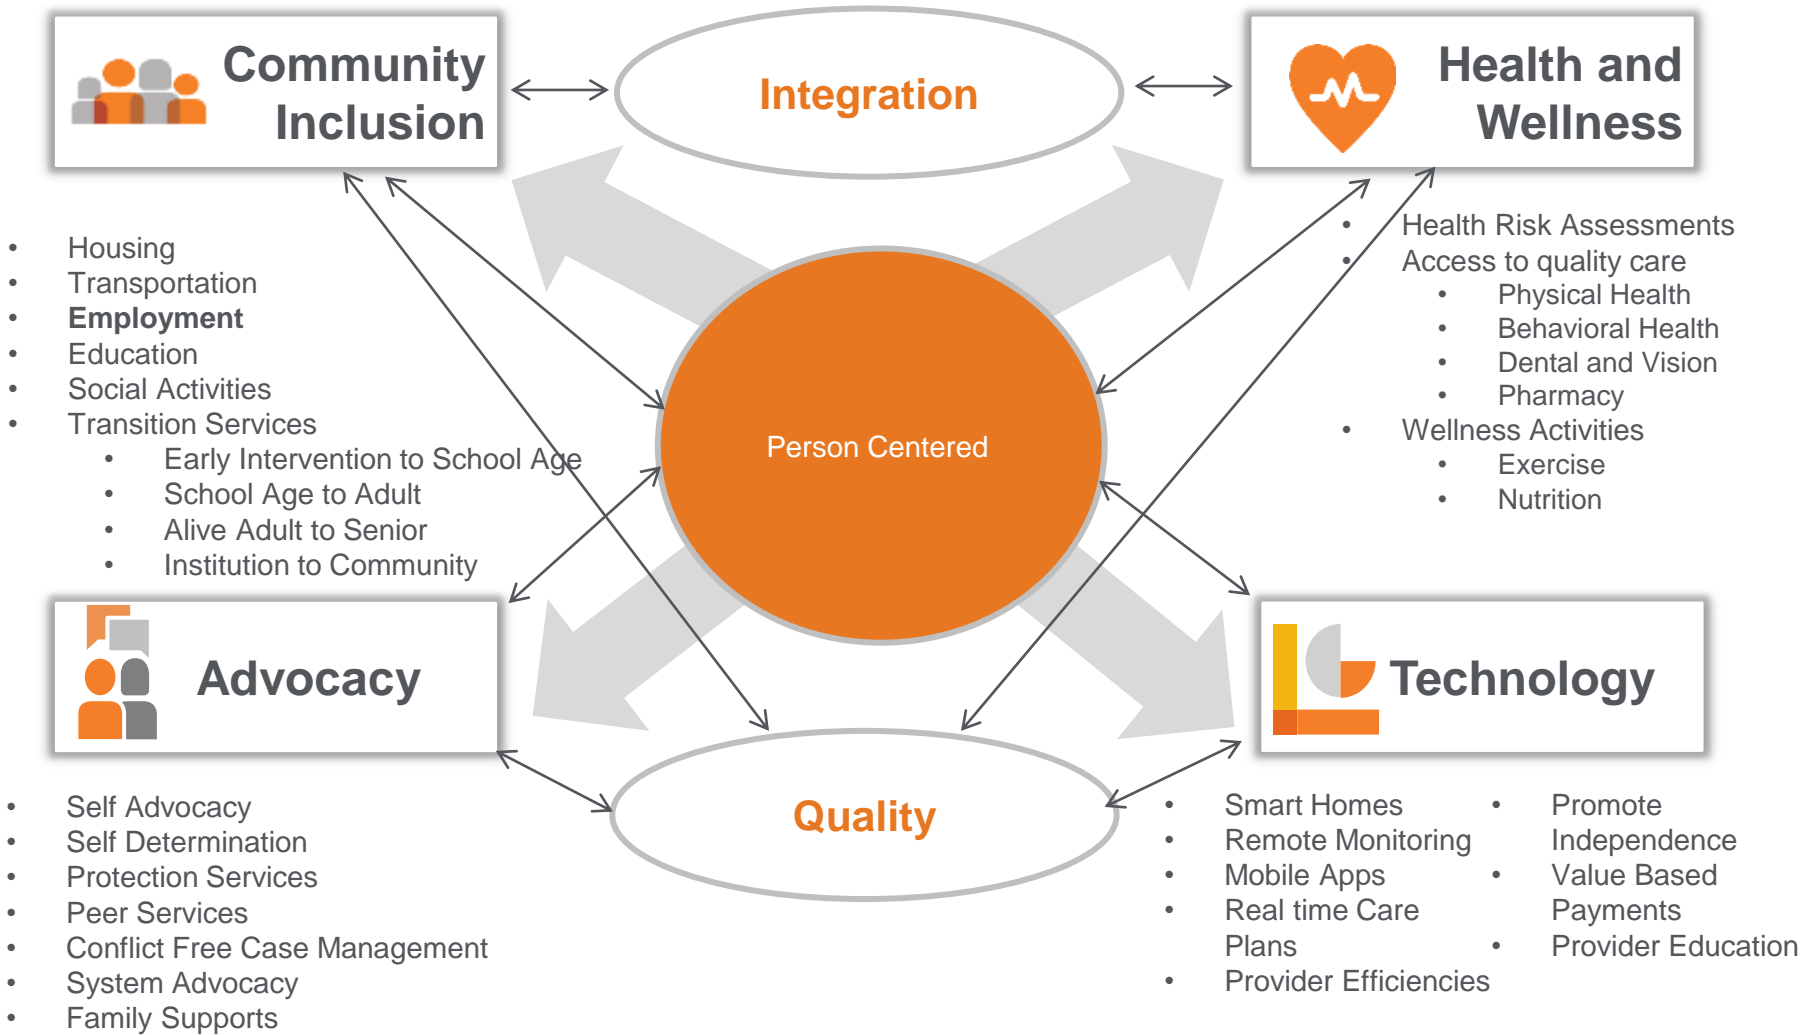 Community
Inclusion
Integration
Health and
Wellness
• Housing
• Transportation
• Employment
• Education
• Social Activities
• Transition Services
• Early Intervention to School Age
• School Age to Adult
• Alive Adult to Senior
• Institution to Community
Person Centered
• Health Risk Assessments
• Access to quality care
• Physical Health
• Behavioral Health
• Dental and Vision
• Pharmacy
• Wellness Activities
• Exercise
• Nutrition
Advocacy
Technology
Quality
• Self Advocacy
• Self Determination
• Protection Services
• Peer Services
• Conflict Free Case Management
• System Advocacy
• Family Supports
• Smart Homes
• Remote Monitoring
• Mobile Apps
• Real time Care
Plans
• Provider Efficiencies
• Promote
Independence
• Value Based
Payments
• Provider Education